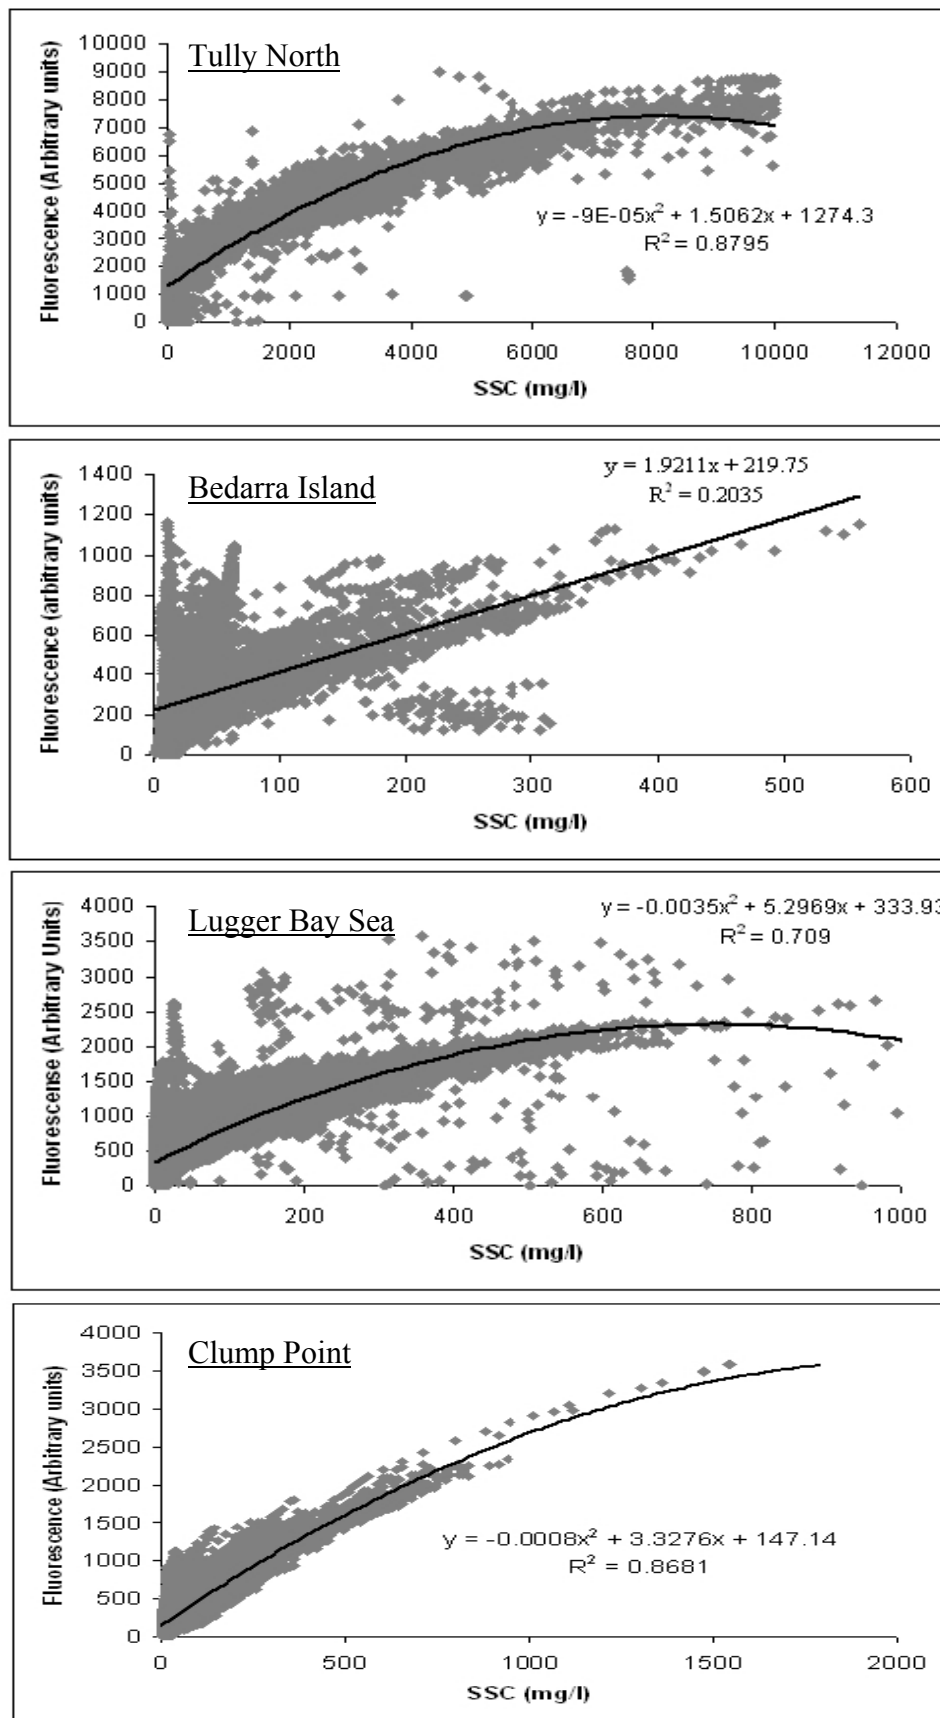 Tully North
Fluorescence (Arbitrary units)
10000
9000
8000
7000
6000
5000
4000
3000
2000
1000
0
y = -9E-05x² + 1.5062x + 1274.3
R² = 0.8795
0 2000 4000 6000 8000 10000 12000
SSC (mg/l)
Bedarra Island
Fluorescence (arbitrary units)
1400
1200
1000
800
600
400
200
0
y = 1.9211x + 219.75
R² = 0.2035
0 100 200 300 400 500 600
SSC (mg/l)
Lugger Bay Sea
Fluorescense (Arbitrary Units)
4000
3500
3000
2500
2000
1500
1000
500
0
y = -0.0035x² + 5.2969x + 333.93
R² = 0.709
0 200 400 600 800 1000
SSC (mg/l)
Clump Point
Fluorescence (Arbitrary units)
4000
3500
3000
2500
2000
1500
1000
500
0
y = -0.0008x² + 3.3276x + 147.14
R² = 0.8681
0 500 1000 1500 2000
SSC (mg/l)